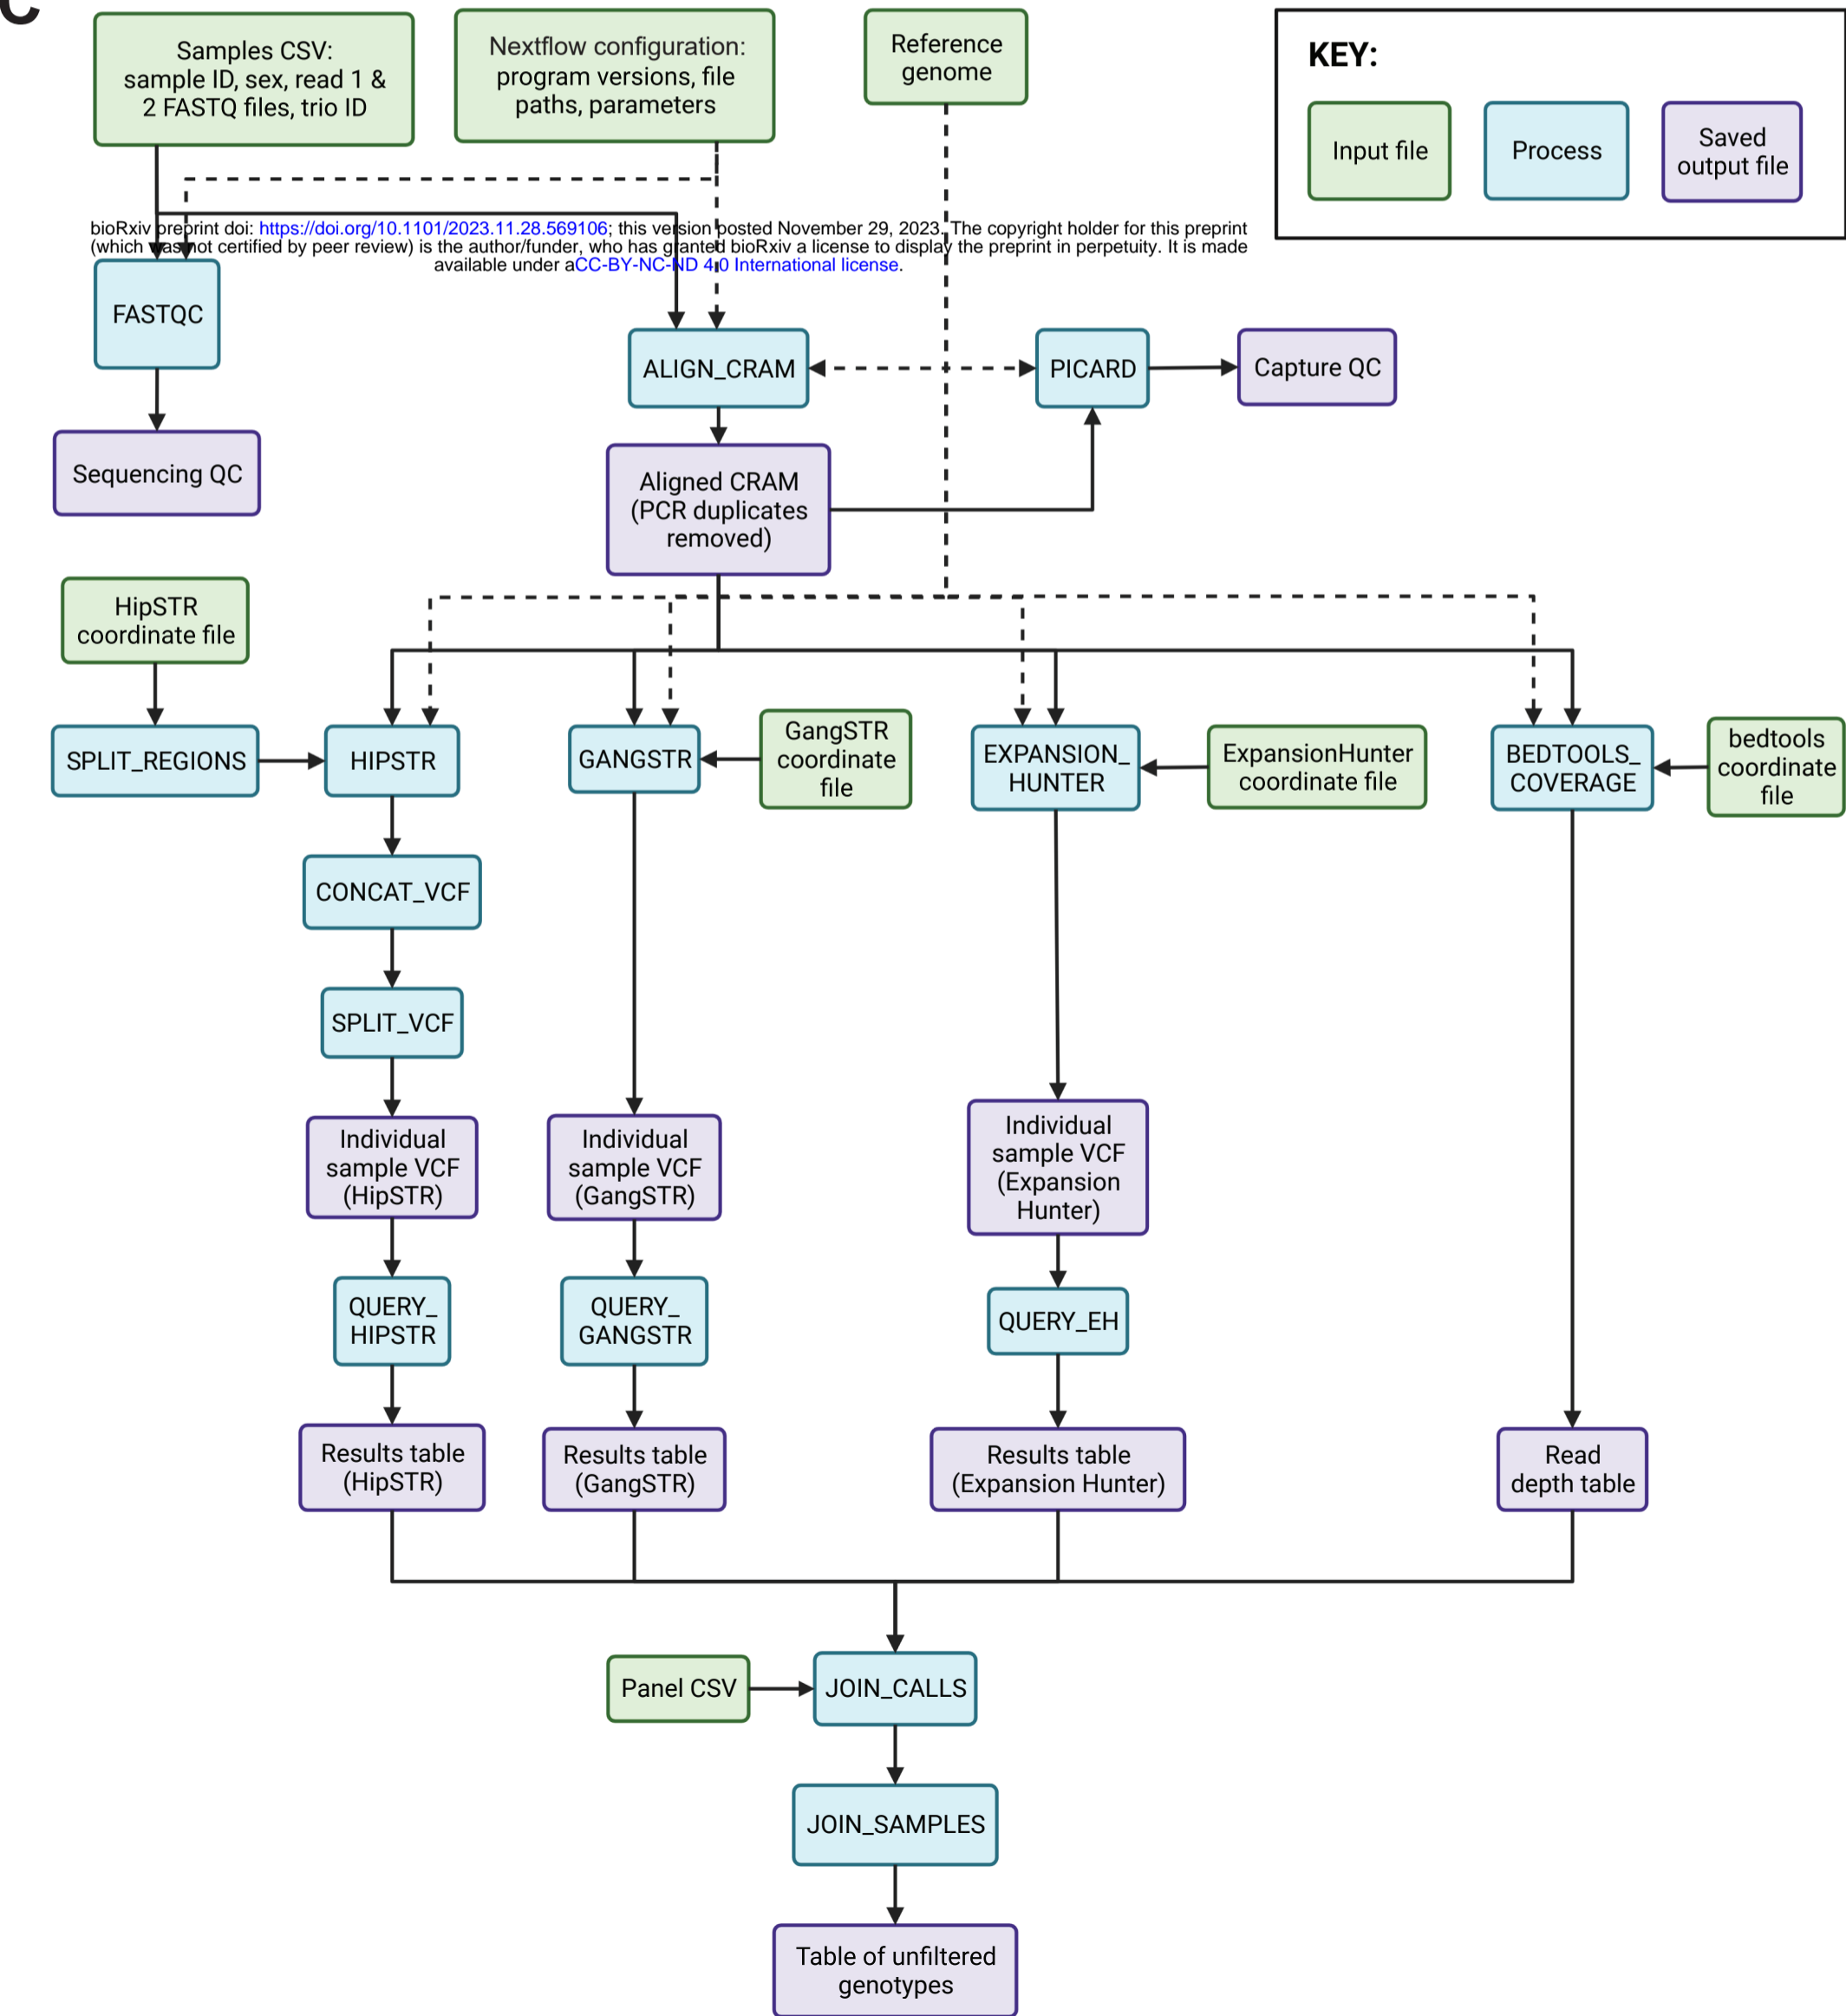 C
Samples CSV:
sample ID, sex, read 1 &
2 FASTQ files, trio ID
Nextflow configuration:
program versions, file
paths, parameters
Reference
genome
KEY:
Input file
Process
Saved
output file
bioRxiv preprint doi: https://doi.org/10.1101/2023.11.28.569106; this version posted November 29, 2023. The copyright holder for this preprint
(which was not certified by peer review) is the author/funder, who has granted bioRxiv a license to display the preprint in perpetuity. It is made
available under aCC-BY-NC-ND 4.0 International license.
FASTQC
ALIGN_CRAM
PICARD
Capture QC
Sequencing QC
Aligned CRAM
(PCR duplicates
removed)
HipSTR
coordinate file
SPLIT_REGIONS
HIPSTR
GANGSTR
GangSTR
coordinate
file
EXPANSION_
HUNTER
ExpansionHunter
coordinate file
BEDTOOLS_
COVERAGE
bedtools
coordinate
file
CONCAT_VCF
SPLIT_VCF
Individual
sample VCF
(HipSTR)
Individual
sample VCF
(GangSTR)
Individual
sample VCF
(Expansion
Hunter)
QUERY_
HIPSTR
QUERY_
GANGSTR
QUERY_EH
Results table
(HipSTR)
Results table
(GangSTR)
Results table
(Expansion Hunter)
Read
depth table
Panel CSV
JOIN_CALLS
JOIN_SAMPLES
Table of unfiltered
genotypes